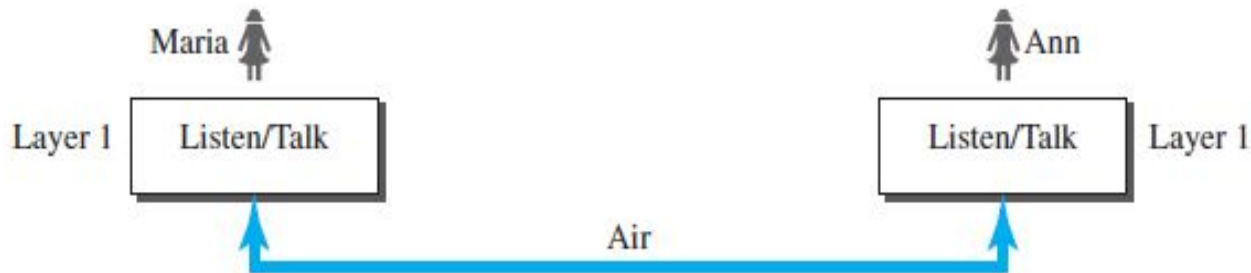 Maria
Ann
Layer 1
Listen/Talk
Listen/Talk
Layer 1
Air